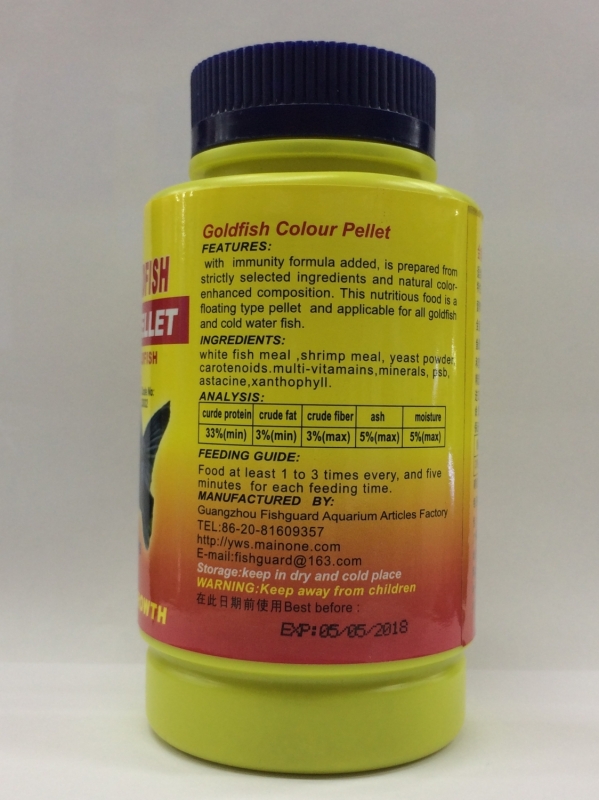 FISH
LLET
FISH
OWTH
Goldfish Colour Pellet
FEATURES:
with immunity formula added, is prepared from
strictly selected ingredients and natural color-
enhanced composition. This nutritious food is a
floating type pellet and applicable for all goldfish
and cold water fish.
INGREDIENTS:
white fish meal ,shrimp meal, yeast powder,
carotenoids.multi-vitamains,minerals, psb,
astacine,xanthophyll.
ANALYSIS:
curde protein crude fat crude fiber ash moisture
33%(min) 3%(min) 3%(max) 5%(max) 5%(max)
FEEDING GUIDE:
Food at least 1 to 3 times every, and five
minutes for each feeding time.
MANUFACTURED BY:
Guangzhou Fishguard Aquarium Articles Factory
TEL:86-20-81609357
http://yws.mainone.com
E-mail:fishguard@163.com
Storage:keep in dry and cold place
WARNING:Keep away from children
在此日期前使用Best before :
EXP:05/05/2018